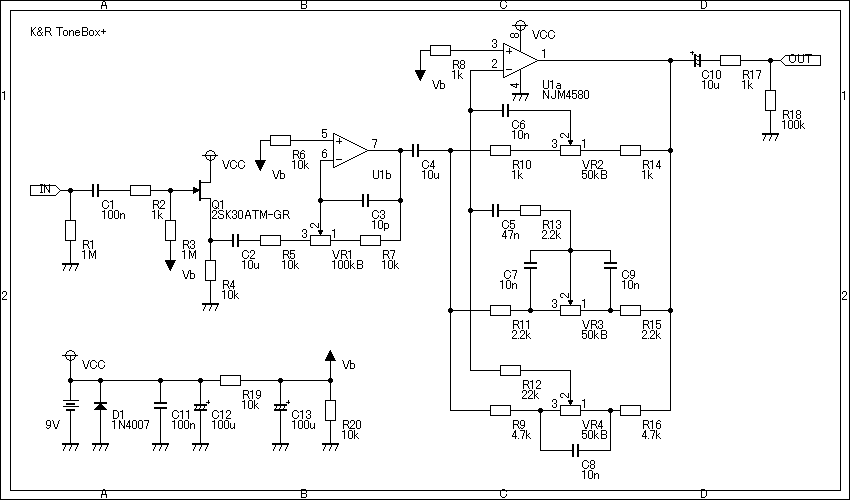 A B C D
K&R ToneBox+
1 1
2 2
8 VCC
3 1
R8
1k
2
Vb
4
U1a
NJM4580
OUT
C10
10u
R17
1k
R18
100k
C6
10n
2
3 1
R10
1k
VR2
50kB
R14
1k
5
6
7
R6
10k
Vb
U1b
C4
10u
VCC
IN
C1
100n
R2
1k
Q1
2SK30ATM-GR
C3
10p
R1
1M
R3
1M
Vb
C2
10u
R5
10k
3 2 1
VR1
100kB
R7
10k
R4
10k
C5
47n
R13
2.2k
C7
10n
C9
10n
2
3 1
R11
2.2k
VR3
50kB
R15
2.2k
VCC
Vb
9V
D1
1N4007
C11
100n
C12
100u
R19
10k
C13
100u
R20
10k
R12
22k
2
3 1
R9
4.7k
VR4
50kB
R16
4.7k
C8
10n
A B C D